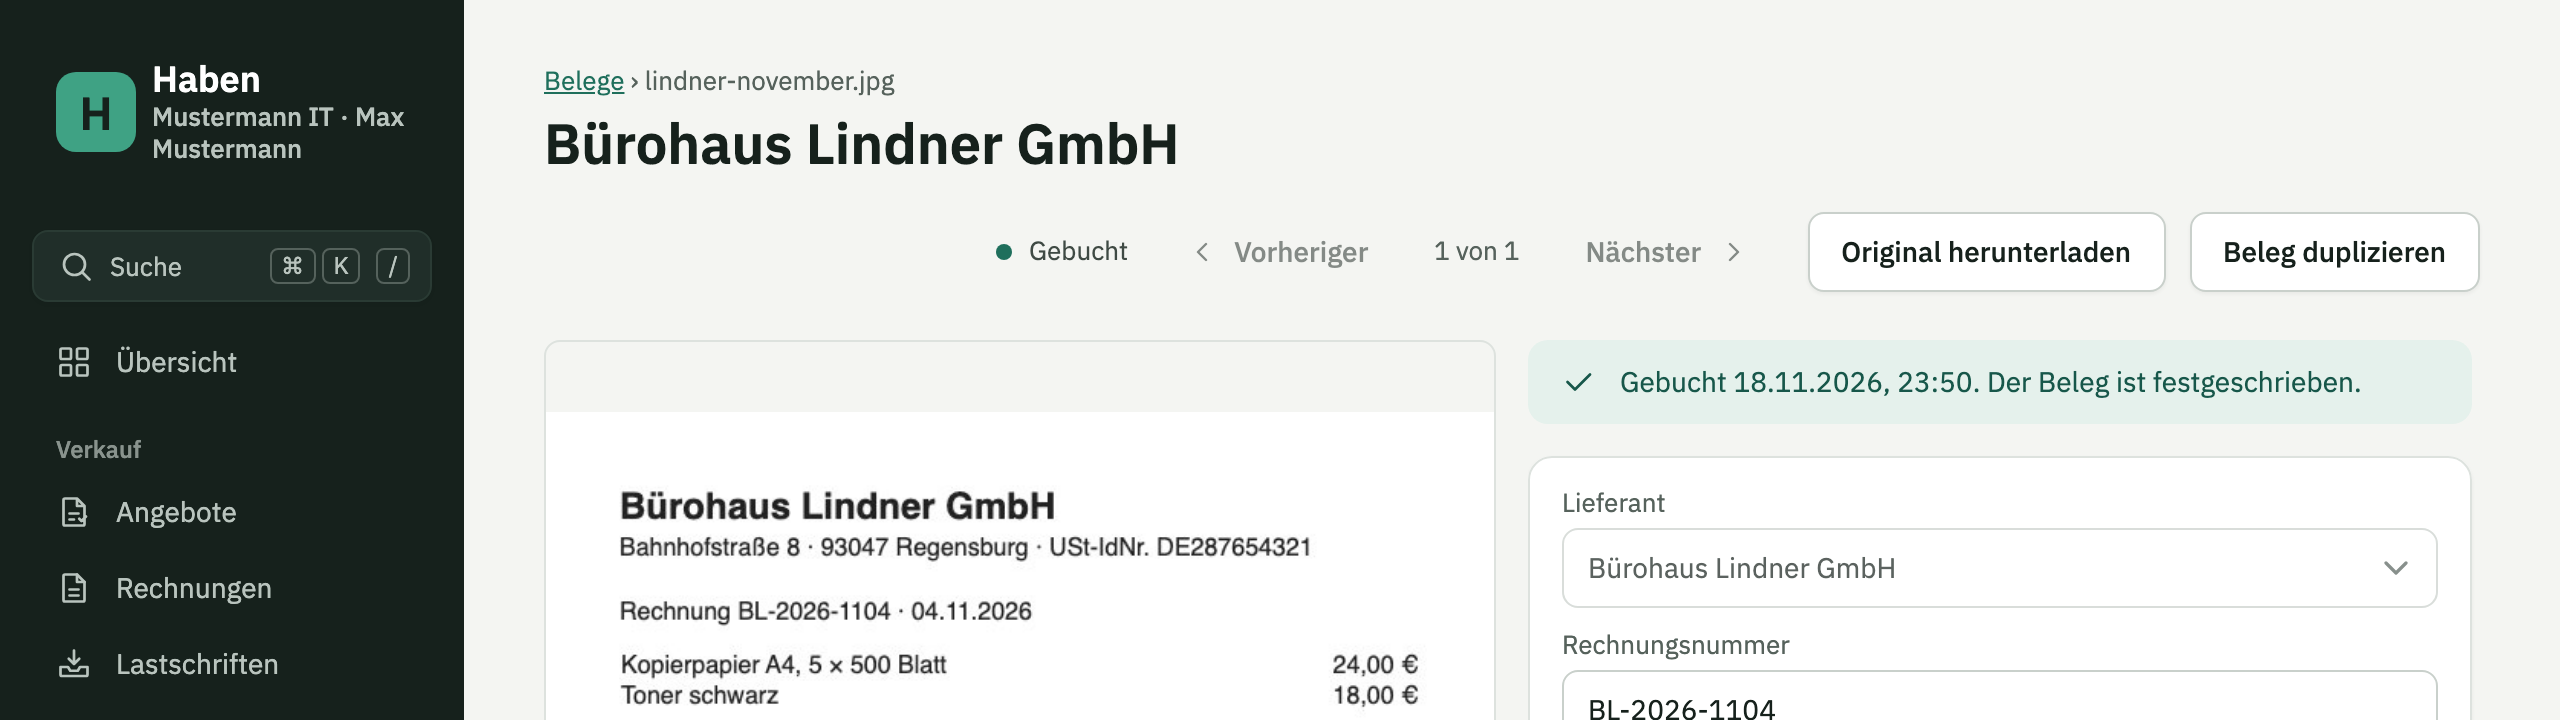 H
Haben
Mustermann IT · Max
Mustermann
Suche ⌘ K /
Übersicht
Verkauf
Angebote
Rechnungen
Lastschriften
Belege › lindner-november.jpg
Bürohaus Lindner GmbH
Gebucht
Vorheriger
1 von 1
Nächster
Original herunterladen
Beleg duplizieren
Bürohaus Lindner GmbH
Bahnhofstraße 8 · 93047 Regensburg · USt-IdNr. DE287654321
Rechnung BL-2026-1104 · 04.11.2026
Kopierpapier A4, 5 × 500 Blatt 24,00 €
Toner schwarz 18,00 €
Gebucht 18.11.2026, 23:50. Der Beleg ist festgeschrieben.
Lieferant
Bürohaus Lindner GmbH
Rechnungsnummer
BL-2026-1104